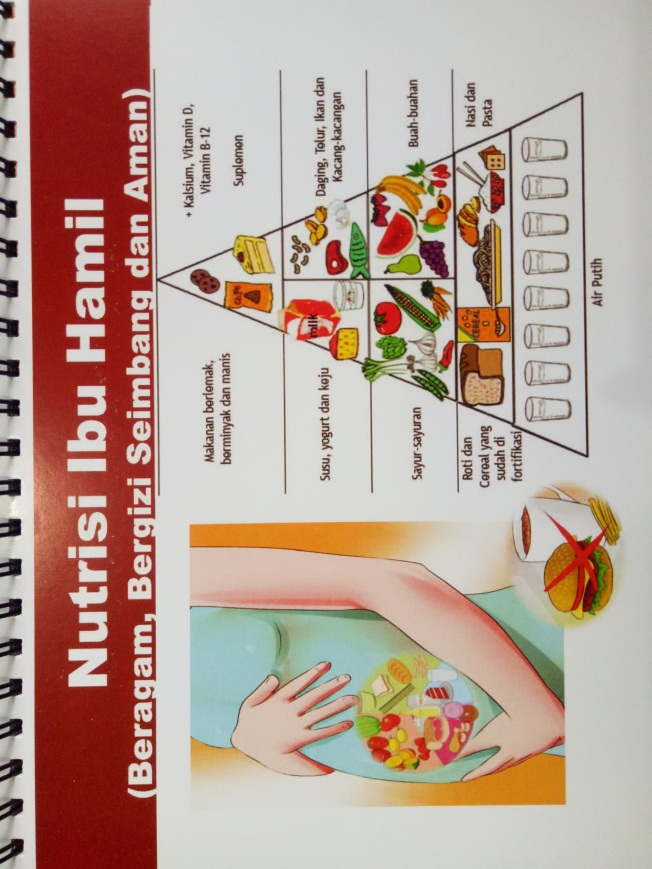 Nutrisi Ibu Hamil
(Beragam, Bergizi Seimbang dan Aman)
Makanan berlemak,
berminyak dan manis
+ Kalsium, Vitamin D,
Vitamin B-12
Suplemen
Susu, yogurt dan keju
milk
Daging, Telur, Ikan dan
Kacang-kacangan
Sayur-sayuran
Buah-buahan
Roti dan
Cereal yang
sudah di
fortifikasi
CEREAL
Nasi dan
Pasta
Air Putih